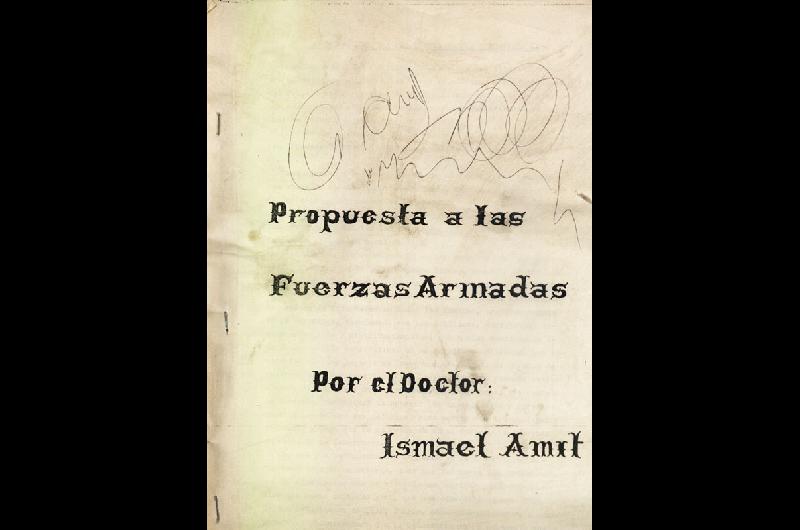 Propuesta a las
Fuerzas Armadas
Por el Doctor:
Ismael Amit